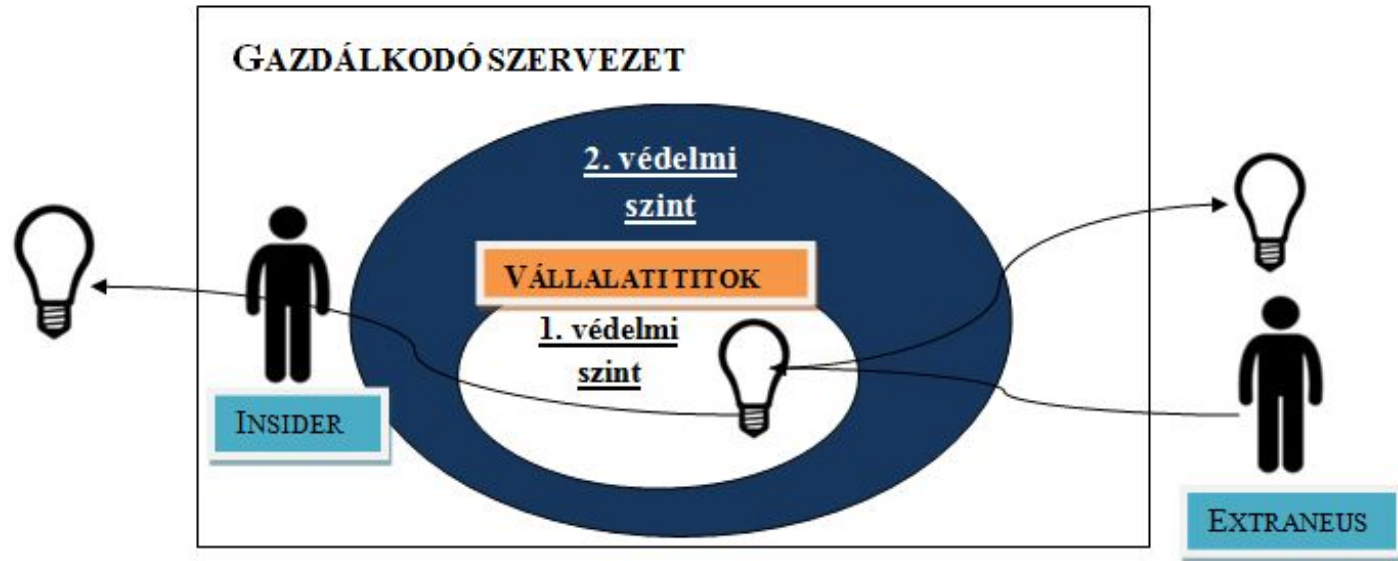 GAZDÁLKODÓ SZERVEZET
2. védelmi
szint
VÁLLALATI TITOK
1. védelmi
szint
INSIDER
EXTRANEUS